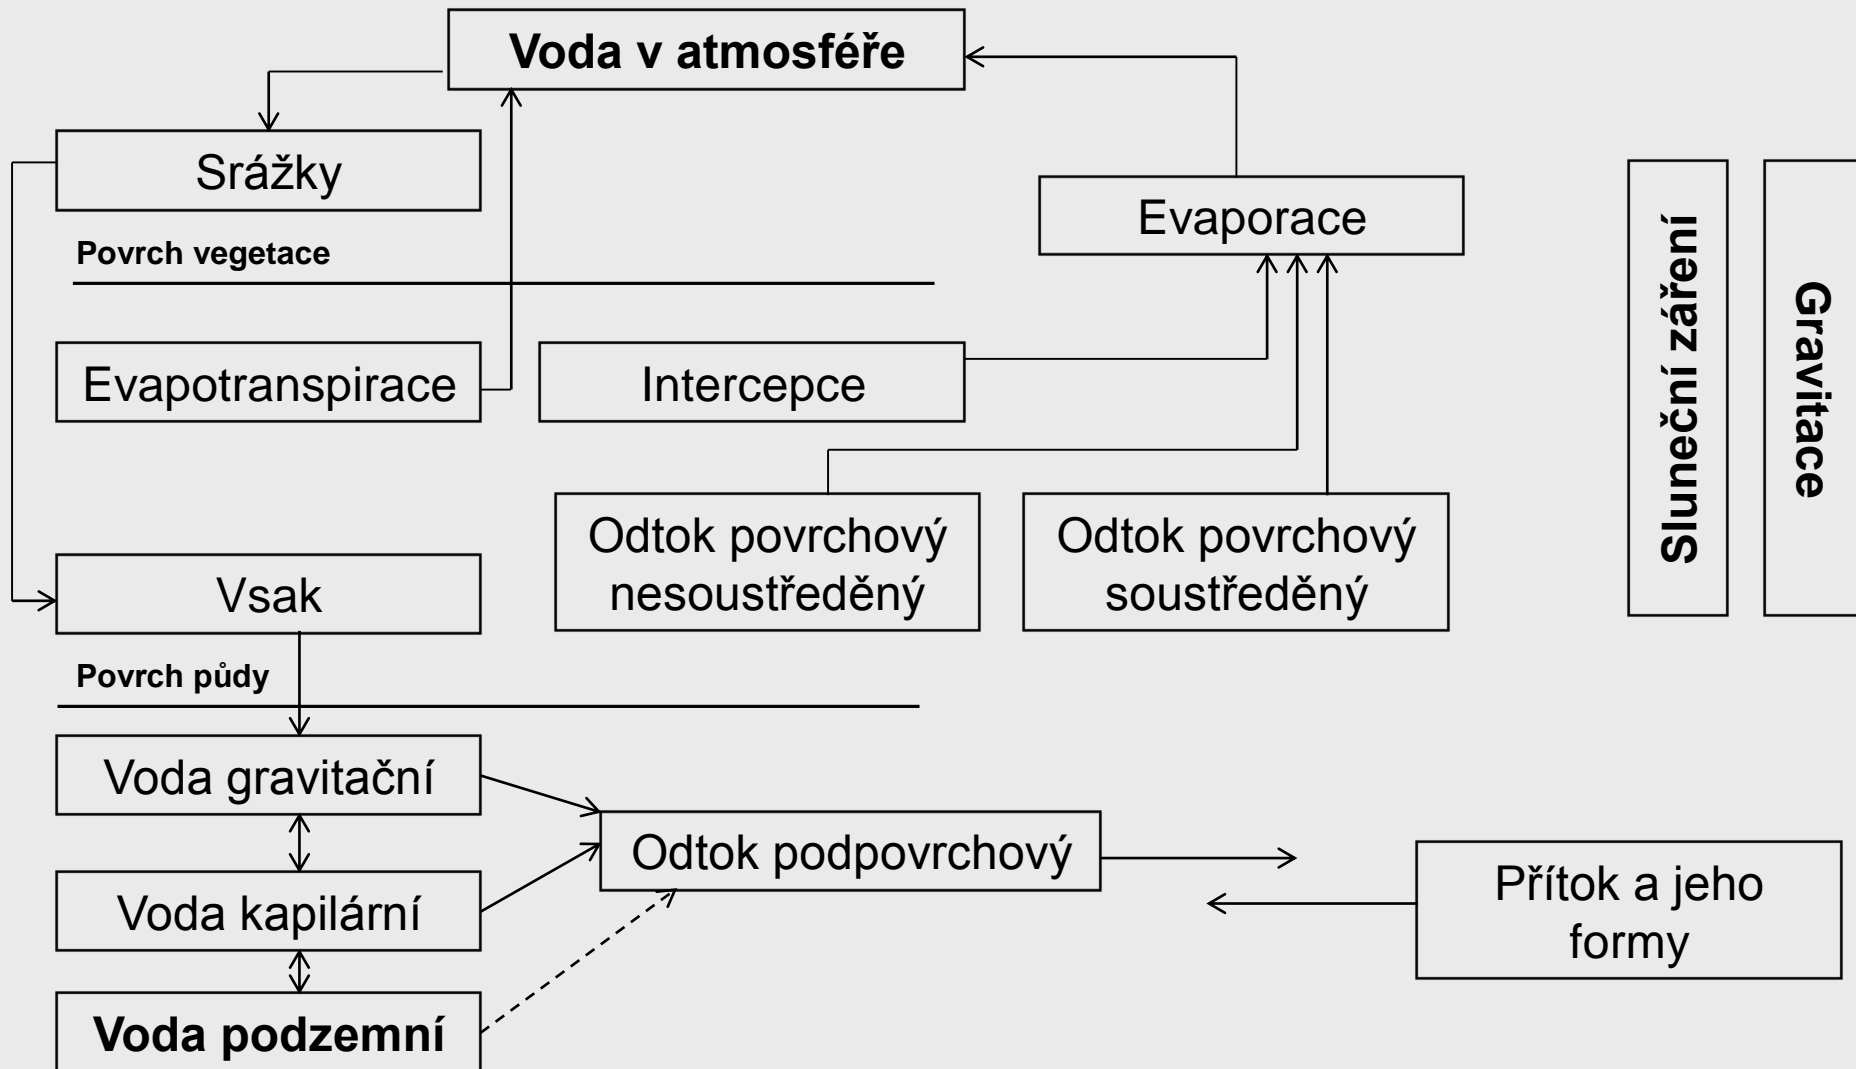 Voda v atmosféře
Srážky
Evaporace
Povrch vegetace
Evapotranspirace
Intercepce
Sluneční záření
Gravitace
Odtok povrchový
nesoustředěný
Odtok povrchový
soustředěný
Vsak
Povrch půdy
Voda gravitační
Odtok podpovrchový
Přítok a jeho
formy
Voda kapilární
Voda podzemní